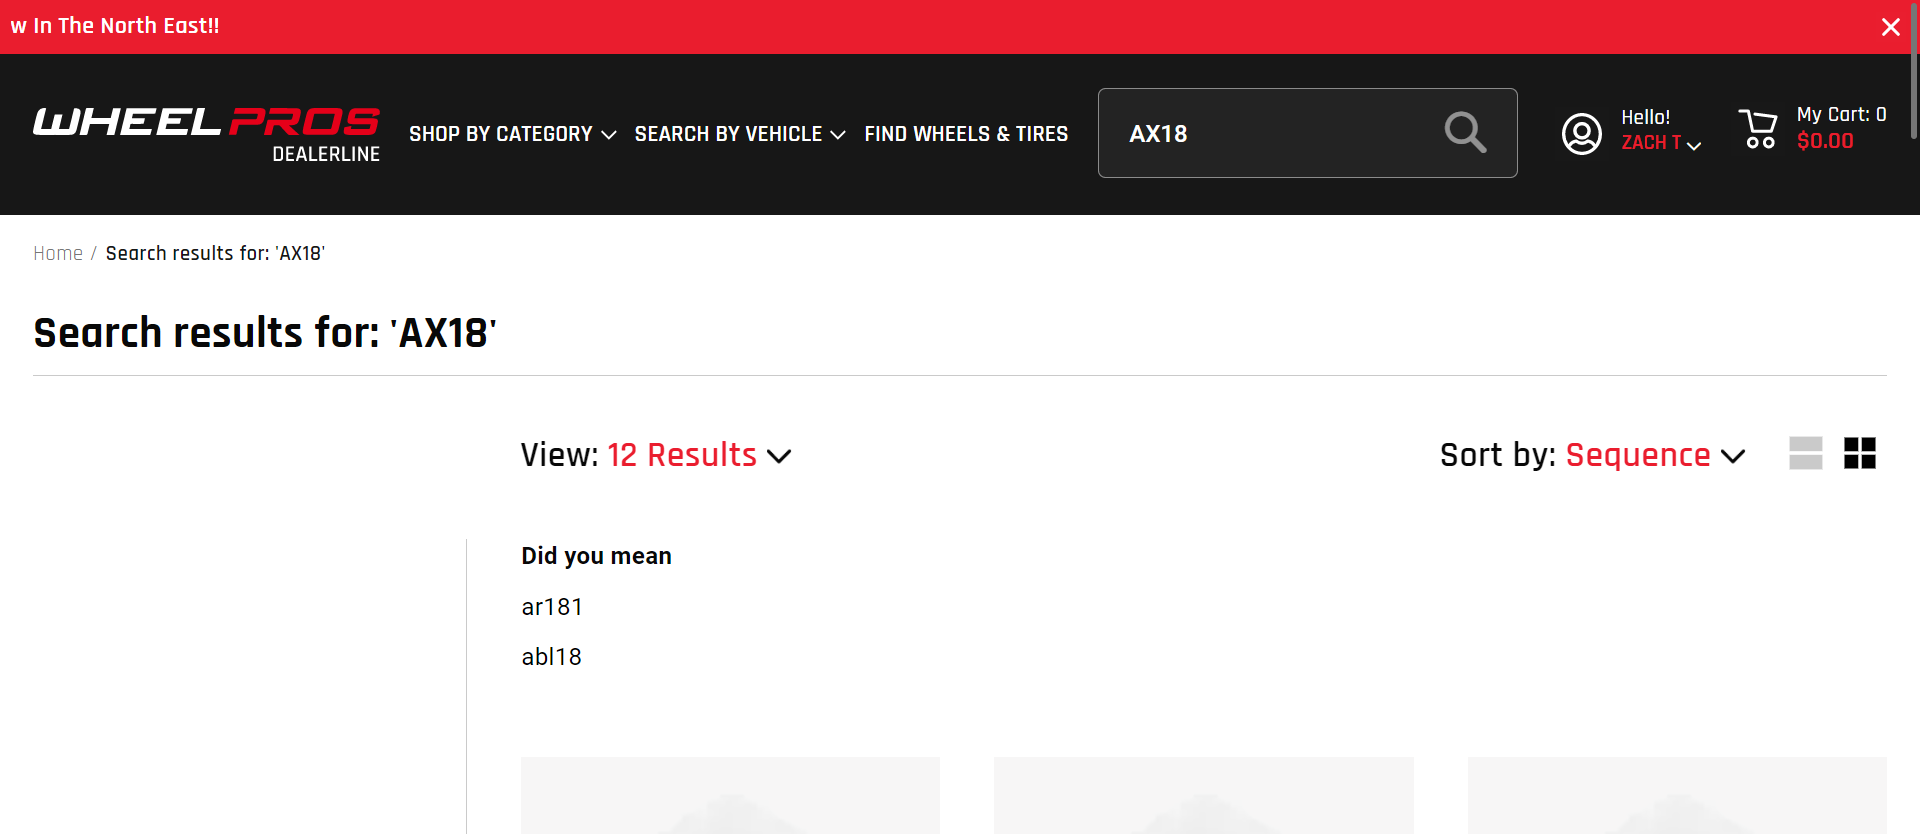 w In The North East!!
WHEEL PROS
DEALERLINE
SHOP BY CATEGORY
SEARCH BY VEHICLE
FIND WHEELS & TIRES
AX18
Hello!
ZACH T
My Cart: 0
$0.00
Home / Search results for: 'AX18'
Search results for: 'AX18'
View: 12 Results
Sort by: Sequence
Did you mean
ar181
abl18